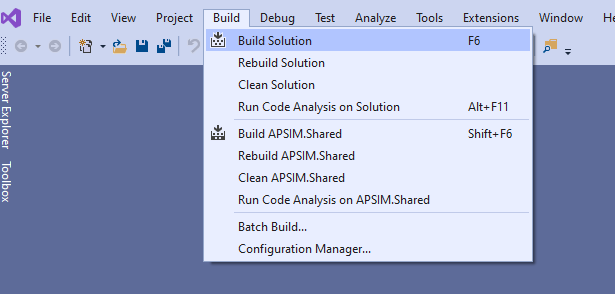 File Edit View Git Project Build Debug Test Analyze Tools Extensions Window He
Build Solution F6
Rebuild Solution
Clean Solution
Run Code Analysis on Solution Alt+F11
Build APSIM.Shared Shift+F6
Rebuild APSIM.Shared
Clean APSIM.Shared
Run Code Analysis on APSIM.Shared
Batch Build...
Configuration Manager...
Server Explorer
Toolbox